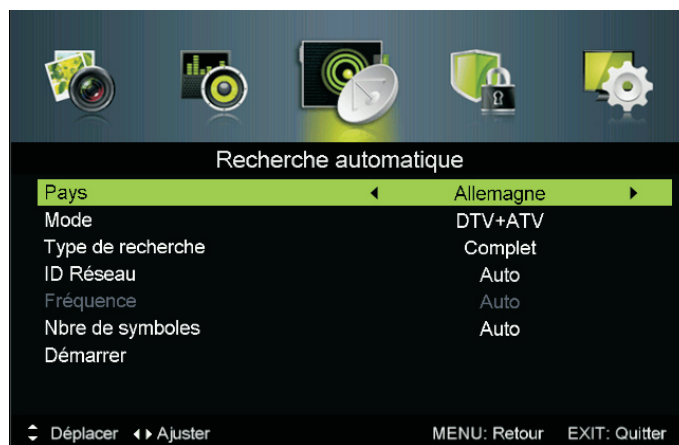 Recherche automatique
Pays Allemagne
Mode DTV+ATV
Type de recherche Complet
ID Réseau Auto
Fréquence Auto
Nbre de symboles Auto
Démarrer
Déplacer Ajuster MENU: Retour EXIT: Quitter